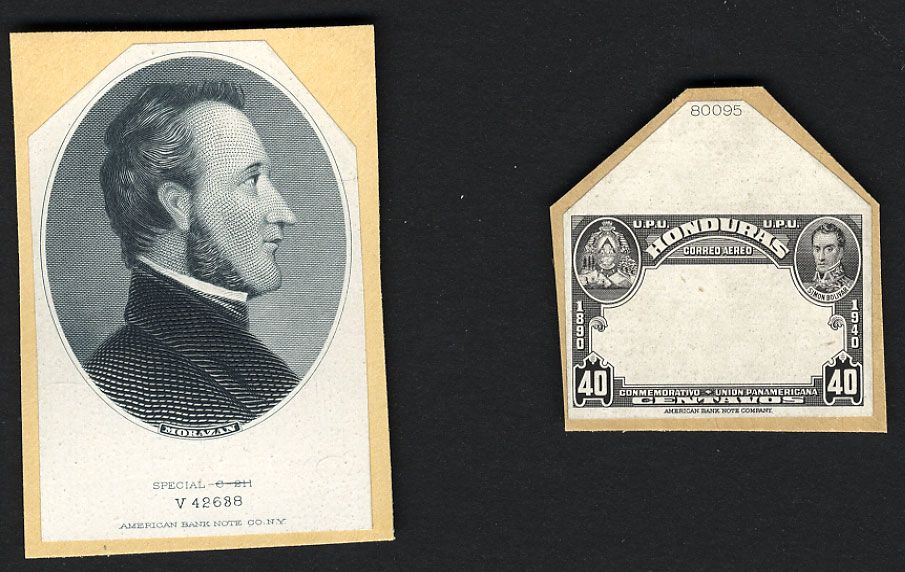 MORAZAN
SPECIAL C-211
V 42638
AMERICAN BANK NOTE CO. N.Y.
80095
U.P.U. U.P.U.
HONDURAS
CORREO AEREO
SIMON BOLIVAR
1890 1940
40 40
CONMEMORATIVO UNION PANAMERICANA
CENTAVOS
AMERICAN BANK NOTE COMPANY.